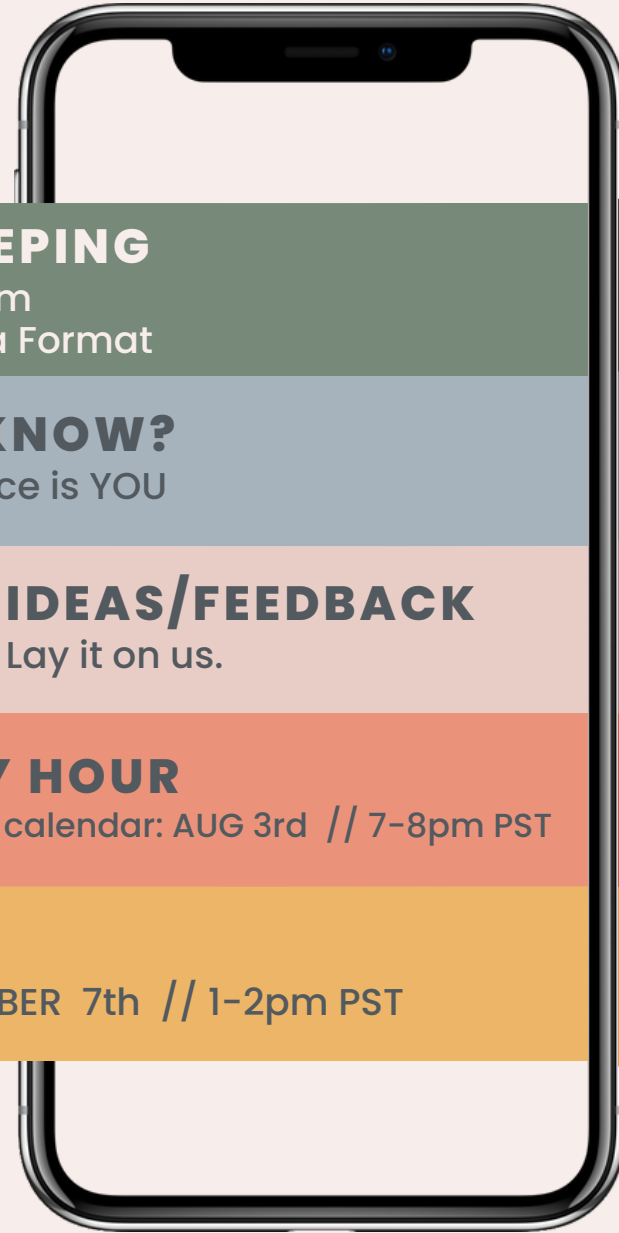 EPING
m
a Format
KNOW?
ce is YOU
IDEAS/FEEDBACK
Lay it on us.
Y HOUR
calendar: AUG 3rd // 7-8pm PST
BER 7th // 1-2pm PST